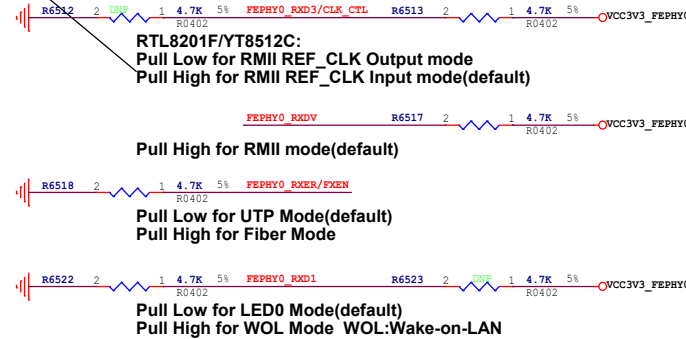 R6512 2 DNP 1 4.7K 5% FEPHY0_RXD3/CLK_CTL R6513 2 1 4.7K 5% VCC3V3_FEPHY0
R0402 R0402
RTL8201F/YT8512C:
Pull Low for RMII REF_CLK Output mode
Pull High for RMII REF_CLK Input mode(default)
FEPHY0_RXDV R6517 2 1 4.7K 5% VCC3V3_FEPHY0
R0402
Pull High for RMII mode(default)
R6518 2 1 4.7K 5% FEPHY0_RXER/FXEN
R0402
Pull Low for UTP Mode(default)
Pull High for Fiber Mode
R6522 2 1 4.7K 5% FEPHY0_RXD1 R6523 2 DNP 1 4.7K 5% VCC3V3_FEPHY0
R0402 R0402
Pull Low for LED0 Mode(default)
Pull High for WOL Mode WOL:Wake-on-LAN